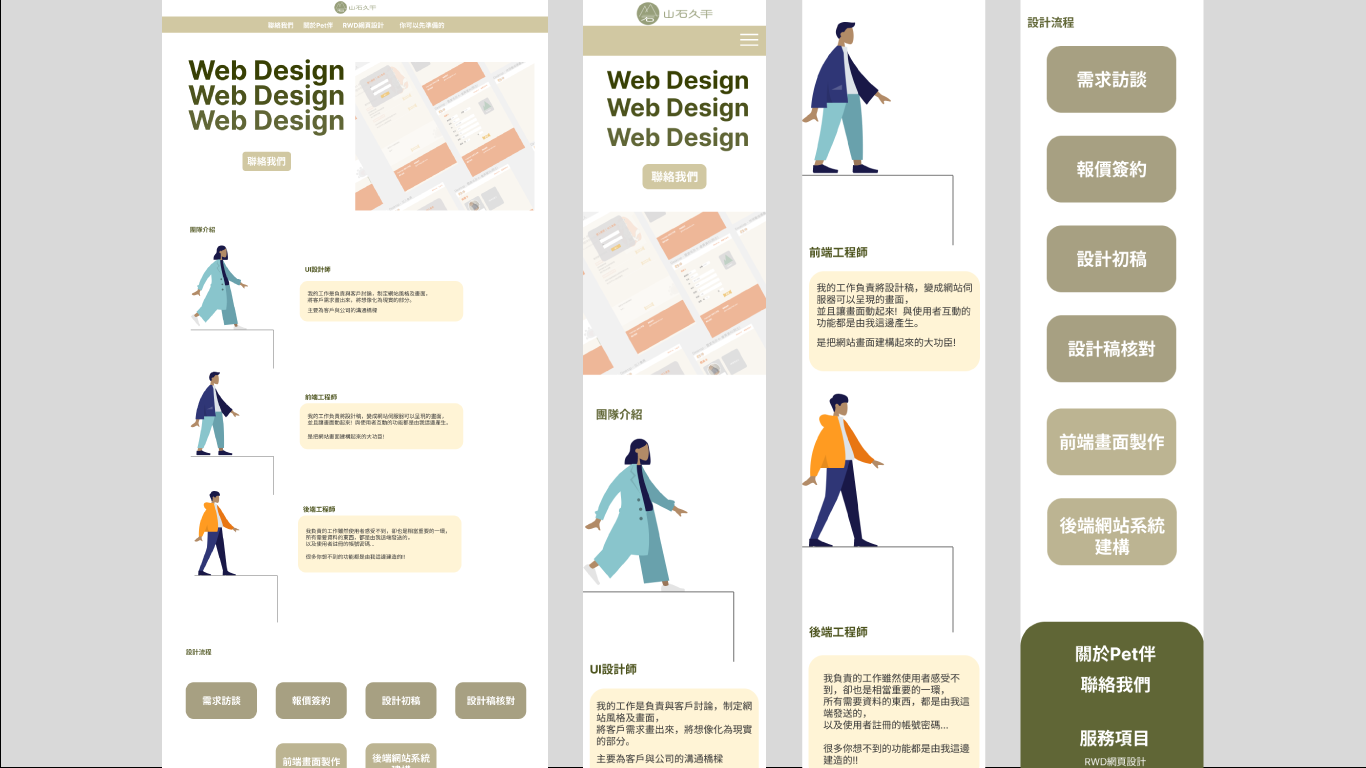 山石久平
聯絡我們 關於Pet伴 RWD網頁設計 你可以先準備的
Web Design
Web Design
Web Design
聯絡我們
團隊介紹
UI設計師
我的工作是負責與客戶討論，制定網站風格及畫面，
將客戶需求畫出來，將想像化為現實的部分。
主要為客戶與公司的溝通橋樑
前端工程師
我的工作負責將設計稿，變成網站伺服器可以呈現的畫面，
並且讓畫面動起來! 與使用者互動的功能都是由我這邊產生。
是把網站畫面建構起來的大功臣!
後端工程師
我負責的工作雖然使用者感受不到，卻也是相當重要的一環，
所有需要資料的東西，都是由我這端發送的，
以及使用者註冊的帳號密碼...
很多你想不到的功能都是由我這邊建造的!!
設計流程
需求訪談 報價簽約 設計初稿 設計稿核對
前端畫面製作 後端網站系統
建構
山石久平
Web Design
Web Design
Web Design
聯絡我們
團隊介紹
UI設計師
我的工作是負責與客戶討論，制定網
站風格及畫面，
將客戶需求畫出來，將想像化為現實
的部分。
主要為客戶與公司的溝通橋樑
前端工程師
我的工作負責將設計稿，變成網站伺
服器可以呈現的畫面，
並且讓畫面動起來! 與使用者互動的
功能都是由我這邊產生。
是把網站畫面建構起來的大功臣!
後端工程師
我負責的工作雖然使用者感受不
到，卻也是相當重要的一環，
所有需要資料的東西，都是由我這
端發送的，
以及使用者註冊的帳號密碼...
很多你想不到的功能都是由我這邊
建造的!!
設計流程
需求訪談
報價簽約
設計初稿
設計稿核對
前端畫面製作
後端網站系統
建構
關於Pet伴
聯絡我們
服務項目
RWD網頁設計